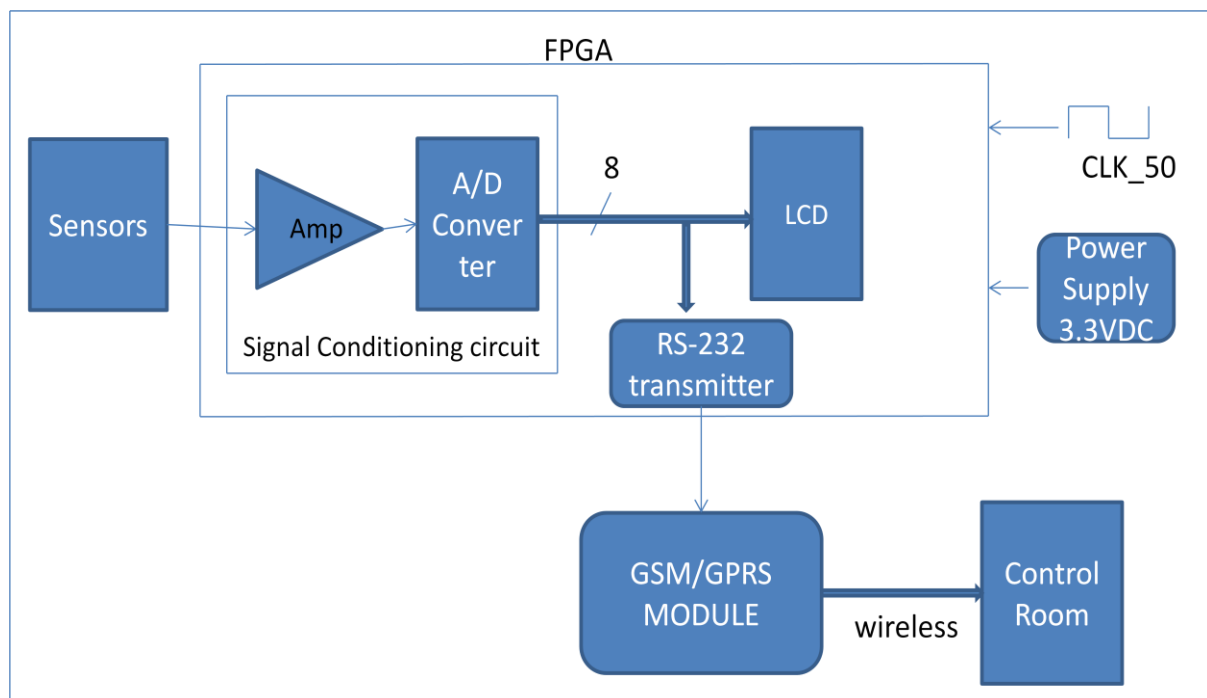 FPGA
Sensors
Amp
A/D
Conver
ter
Signal Conditioning circuit
8
LCD
RS-232
transmitter
CLK_50
Power
Supply
3.3VDC
GSM/GPRS
MODULE
wireless
Control
Room